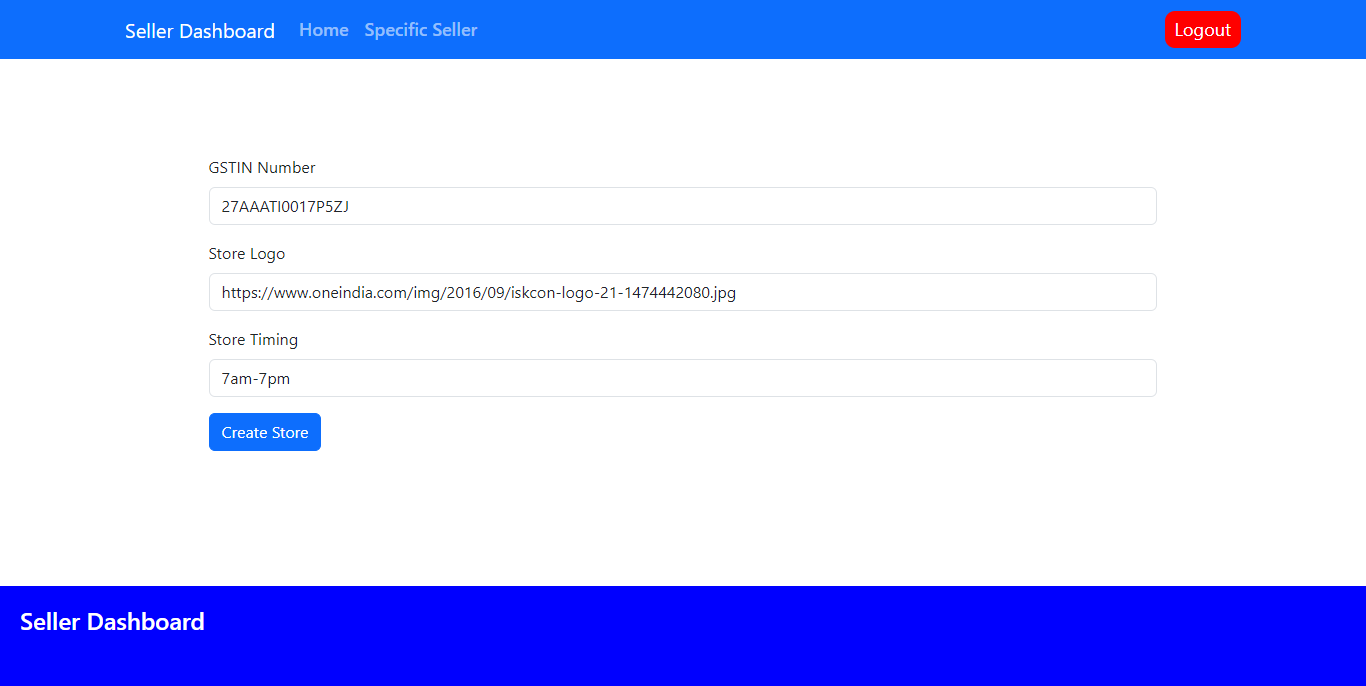 Seller Dashboard Home Specific Seller Logout
GSTIN Number
27AAATI0017P5ZJ
Store Logo
https://www.oneindia.com/img/2016/09/iskcon-logo-21-1474442080.jpg
Store Timing
7am-7pm
Create Store
Seller Dashboard